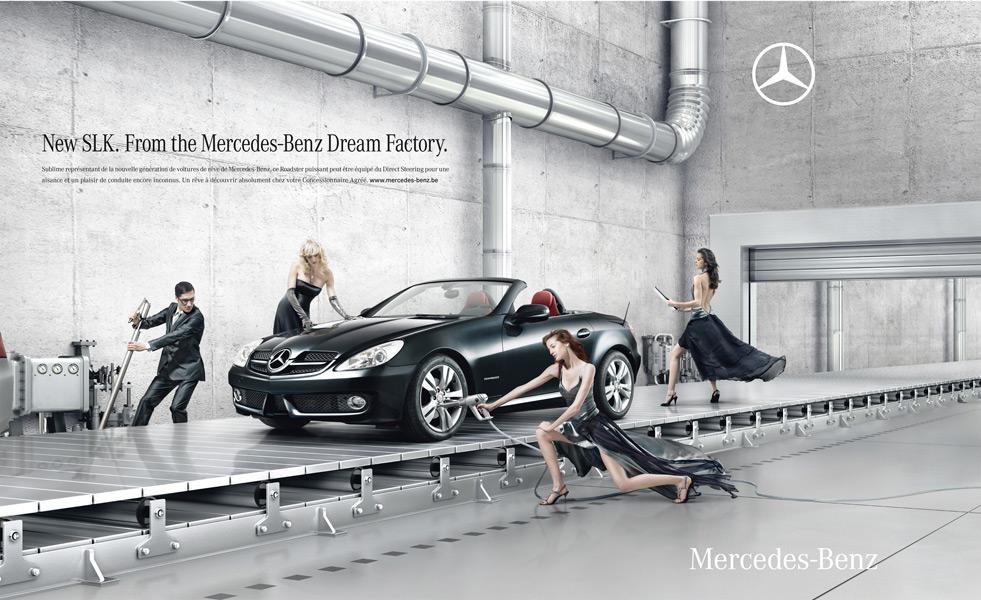 New SLK. From the Mercedes-Benz Dream Factory.
Sublime représentant de la nouvelle génération de voitures de rêve de Mercedes-Benz, ce Roadster puissant peut être équipé du Direct Steering pour une
aisance et un plaisir de conduite encore inconnus. Un rêve à découvrir absolument chez votre Concessionnaire Agréé. www.mercedes-benz.be
Mercedes-Benz